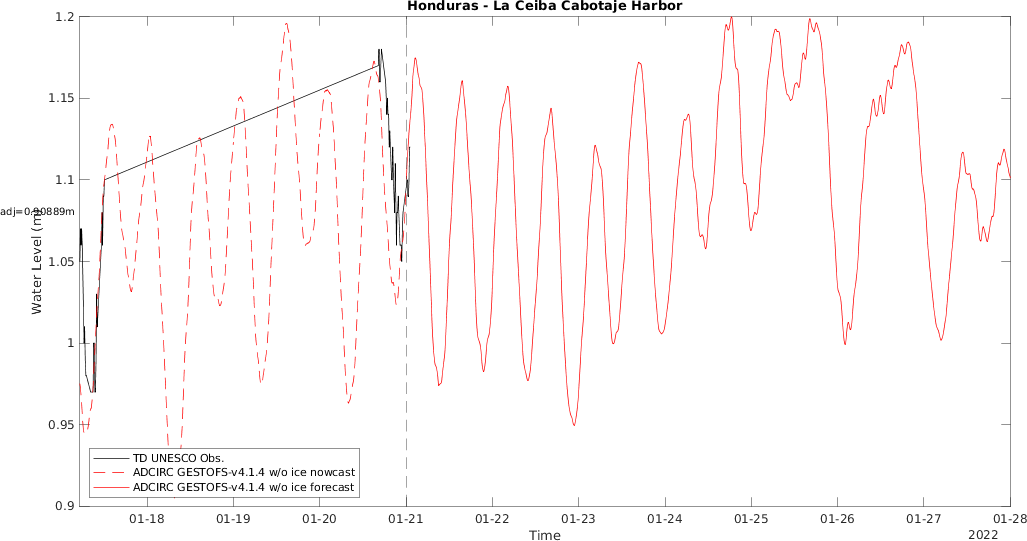 Honduras - La Ceiba Cabotaje Harbor
1.2
1.15
1.1
adj=0.90889m
Water Level (m)
1.05
1
0.95
0.9
TD UNESCO Obs.
ADCIRC GESTOFS-v4.1.4 w/o ice nowcast
ADCIRC GESTOFS-v4.1.4 w/o ice forecast
01-18 01-19 01-20 01-21 01-22 01-23 01-24 01-25 01-26 01-27 01-28
Time
2022